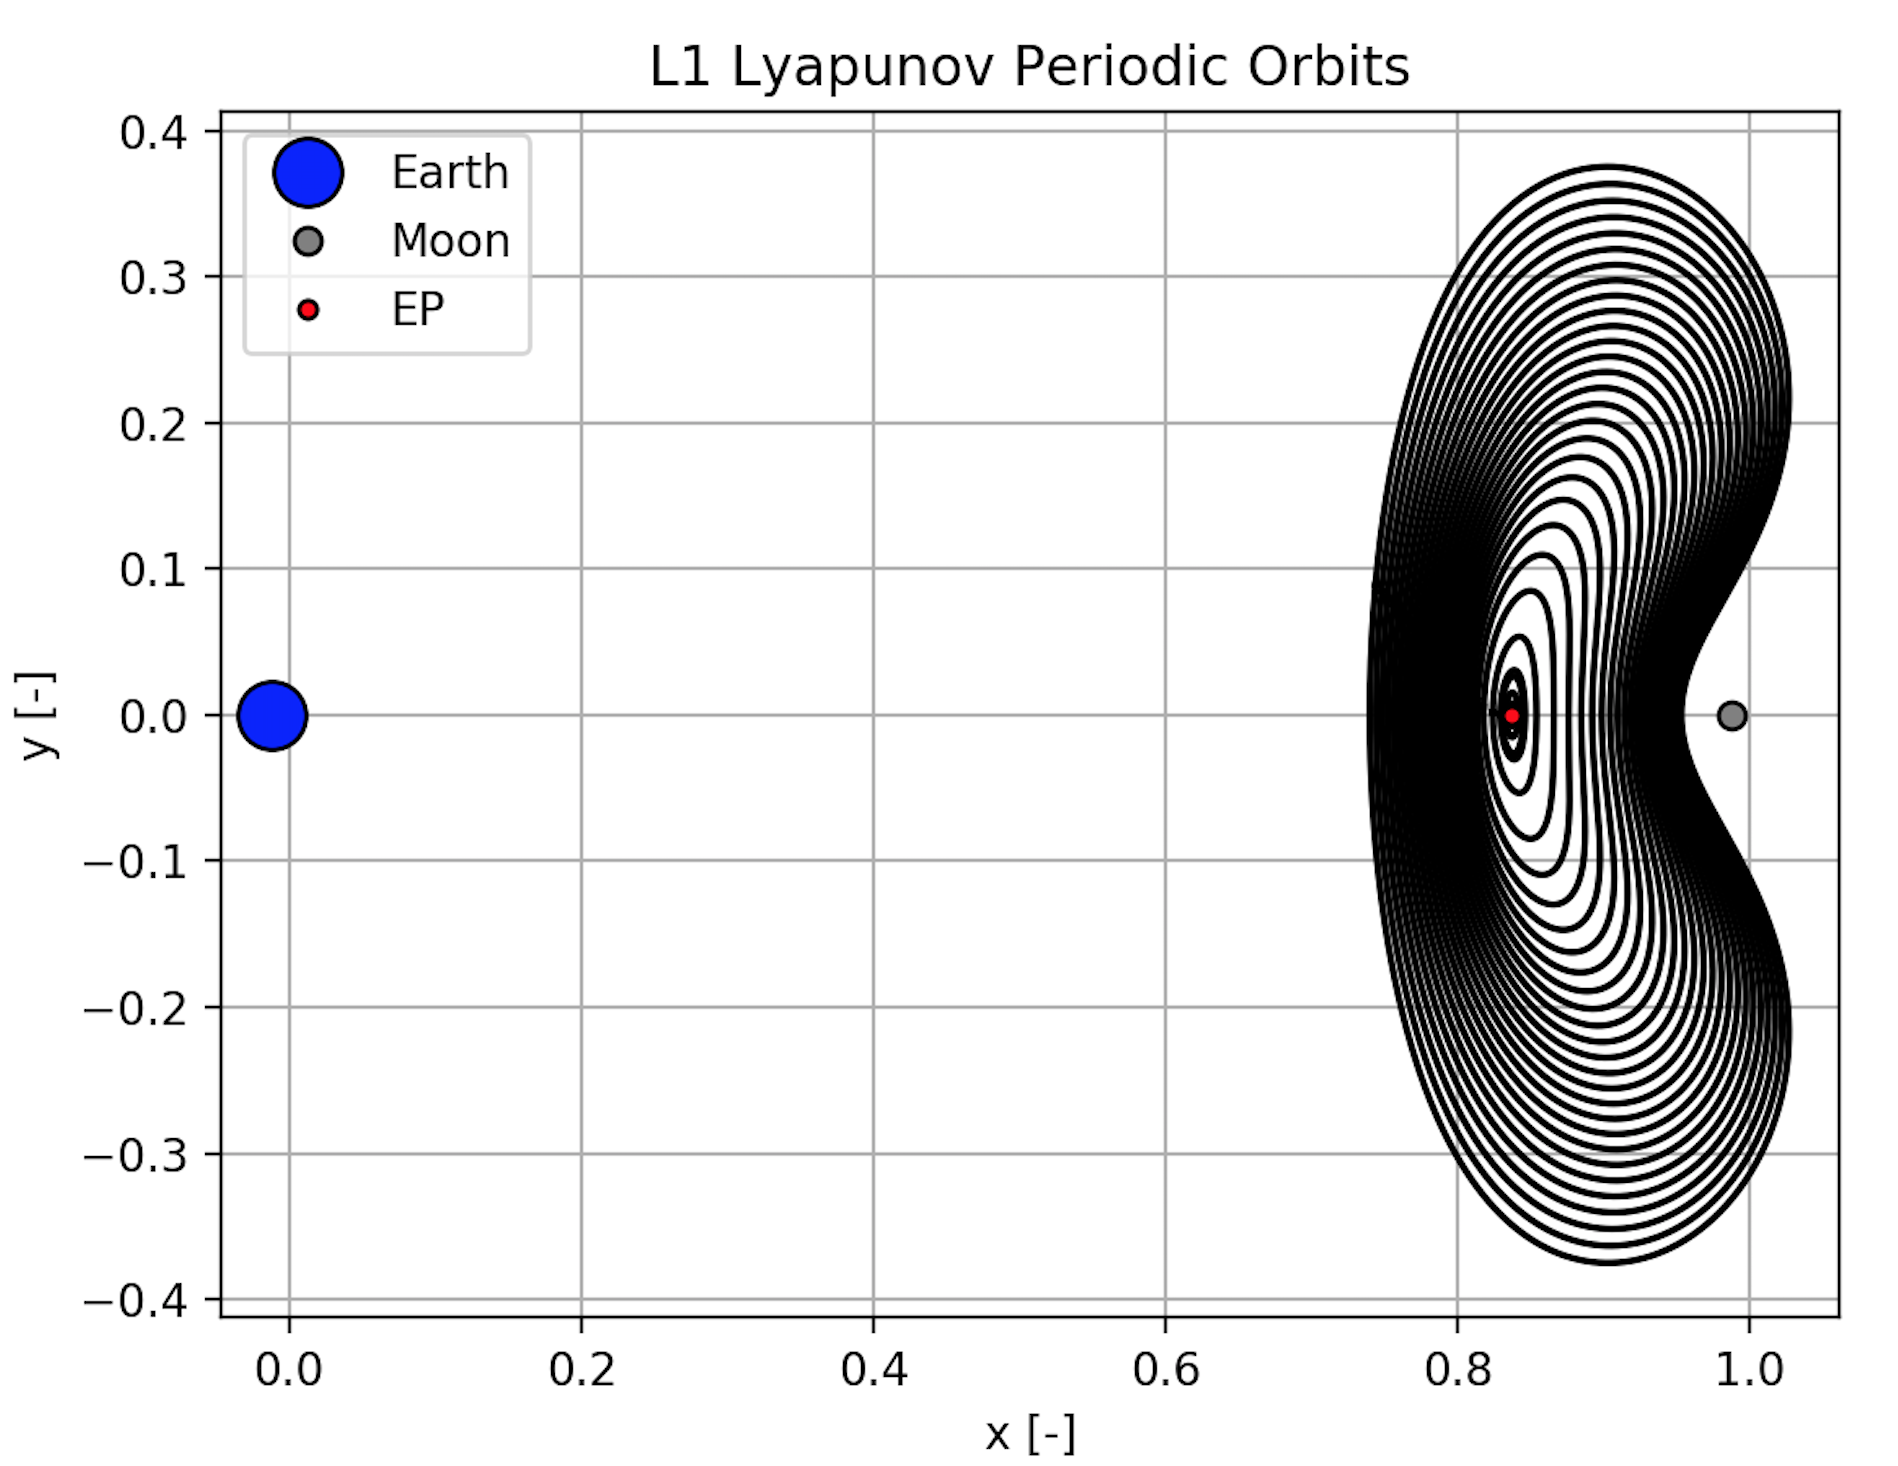 L1 Lyapunov Periodic Orbits
Earth
Moon
EP
0.4
0.3
0.2
0.1
0.0
−0.1
−0.2
−0.3
−0.4
y [-]
0.0 0.2 0.4 0.6 0.8 1.0
x [-]